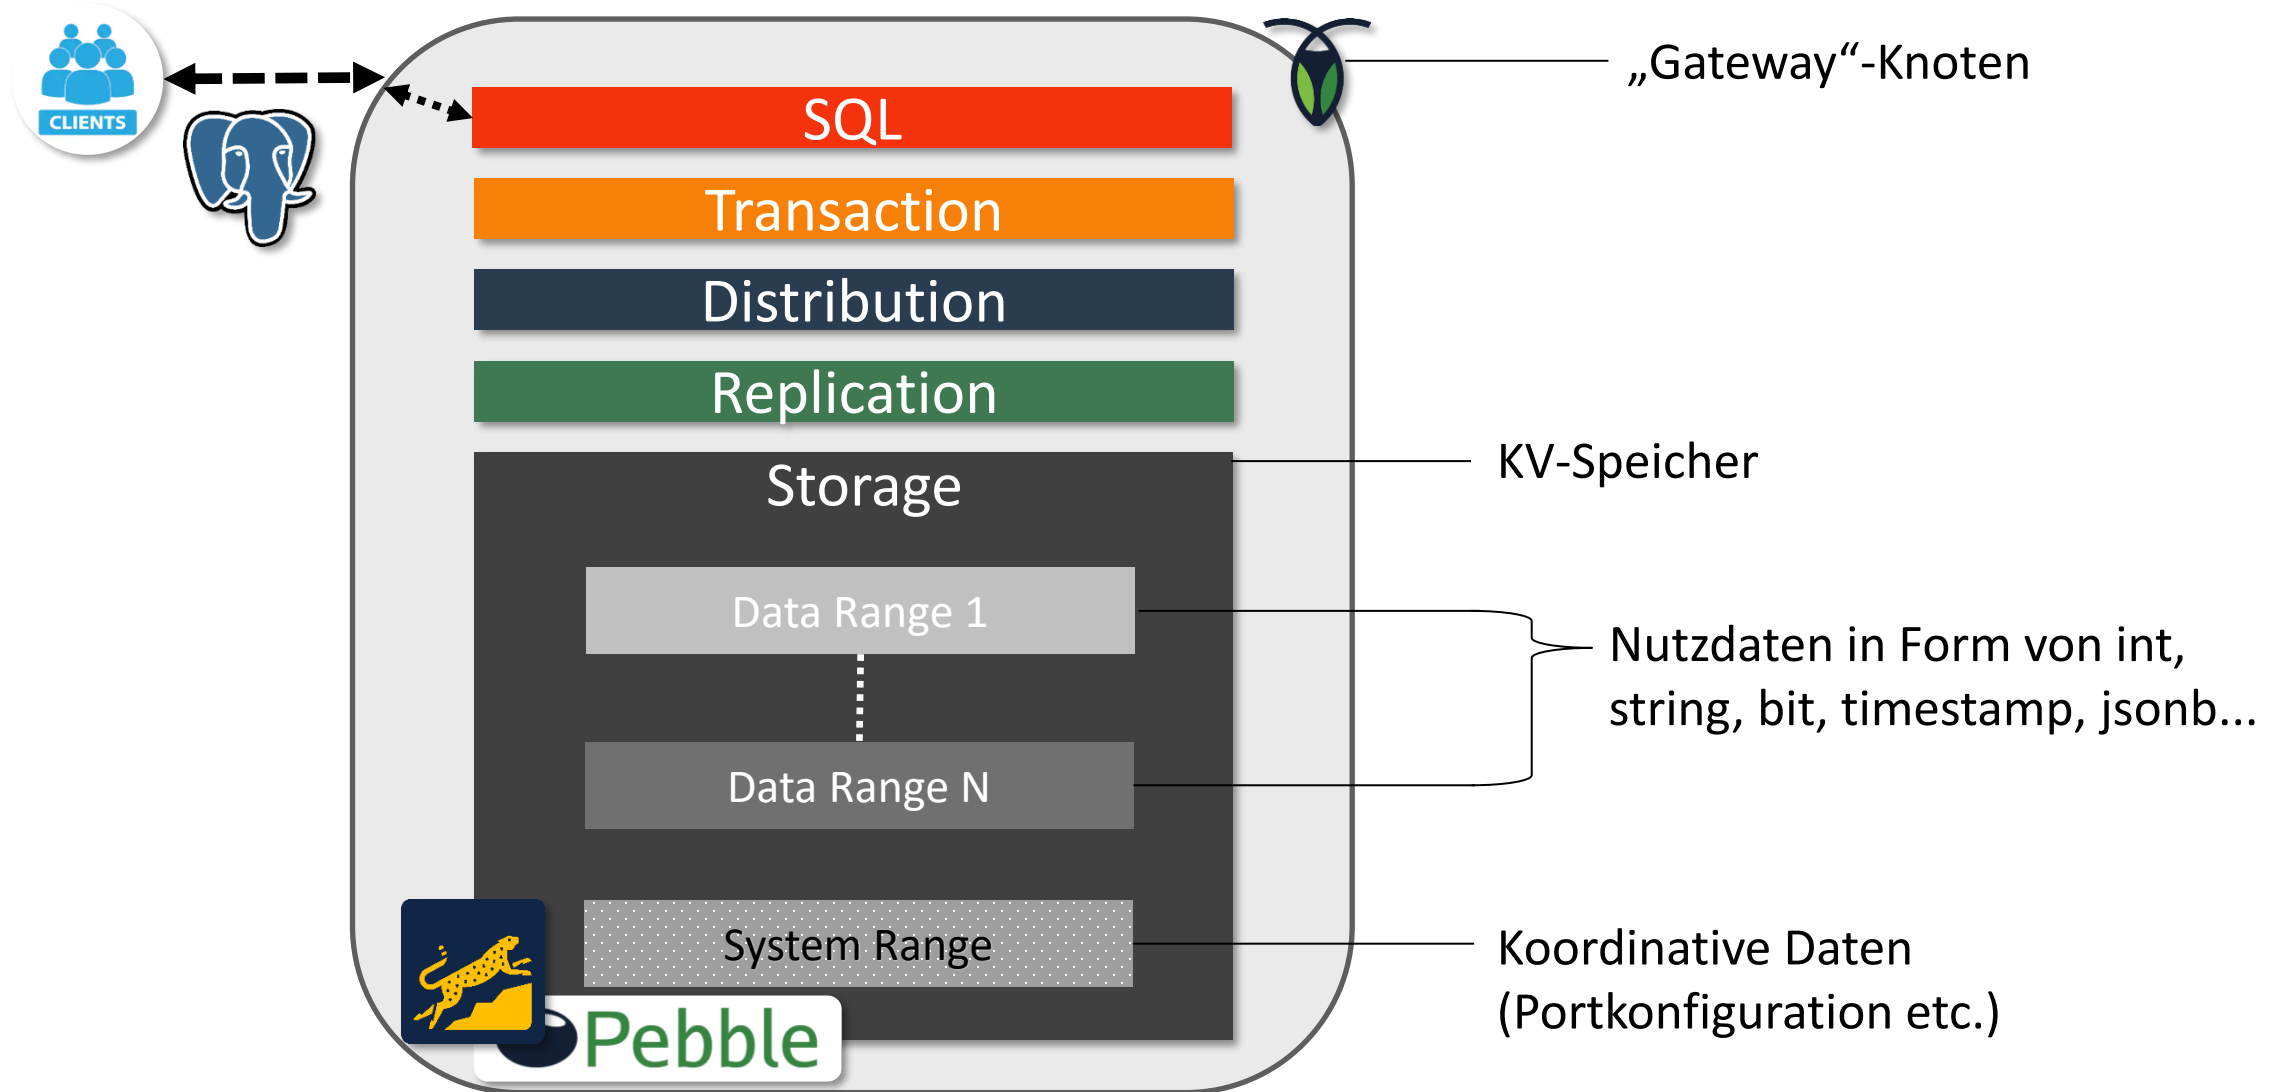 CLIENTS
„Gateway“-Knoten
SQL
Transaction
Distribution
Replication
Storage
KV-Speicher
Data Range 1
Nutzdaten in Form von int,
string, bit, timestamp, jsonb...
Data Range N
System Range
Koordinative Daten
(Portkonfiguration etc.)
Pebble